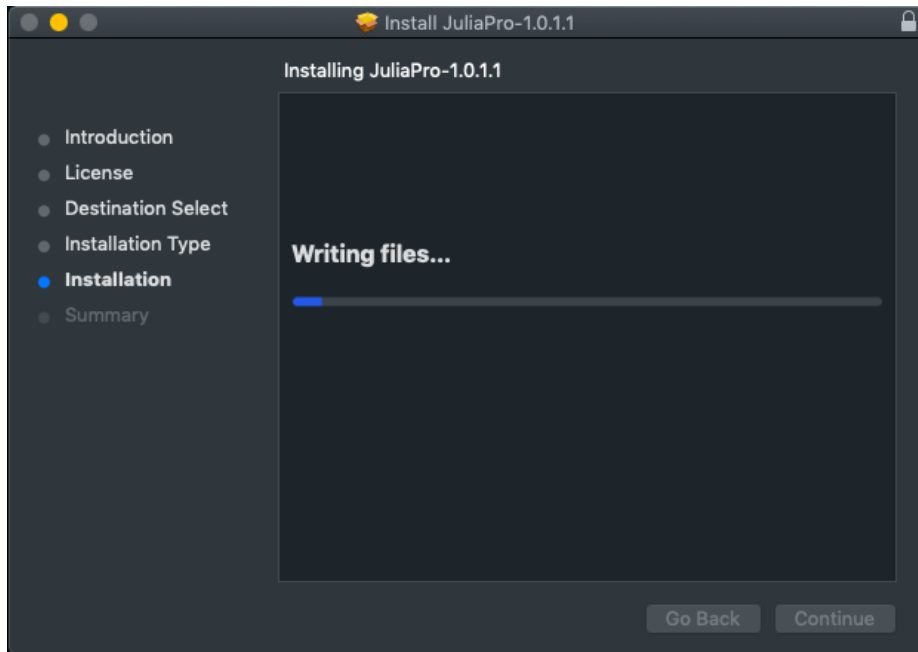 Install JuliaPro-1.0.1.1
Installing JuliaPro-1.0.1.1
Introduction
License
Destination Select
Installation Type
Installation
Summary
Writing files...
Go Back
Continue